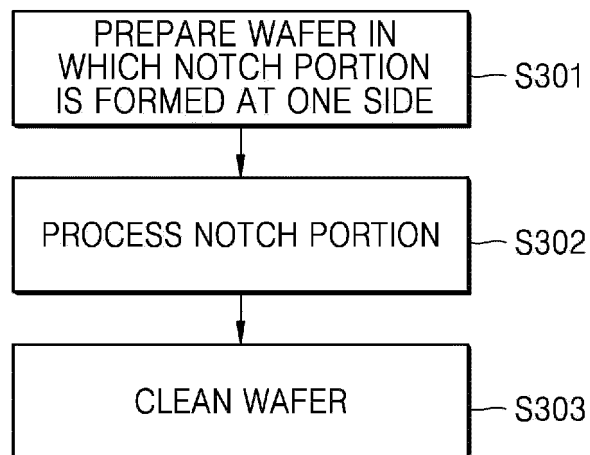 PREPARE WAFER IN
WHICH NOTCH PORTION
IS FORMED AT ONE SIDE
S301
PROCESS NOTCH PORTION
S302
CLEAN WAFER
S303